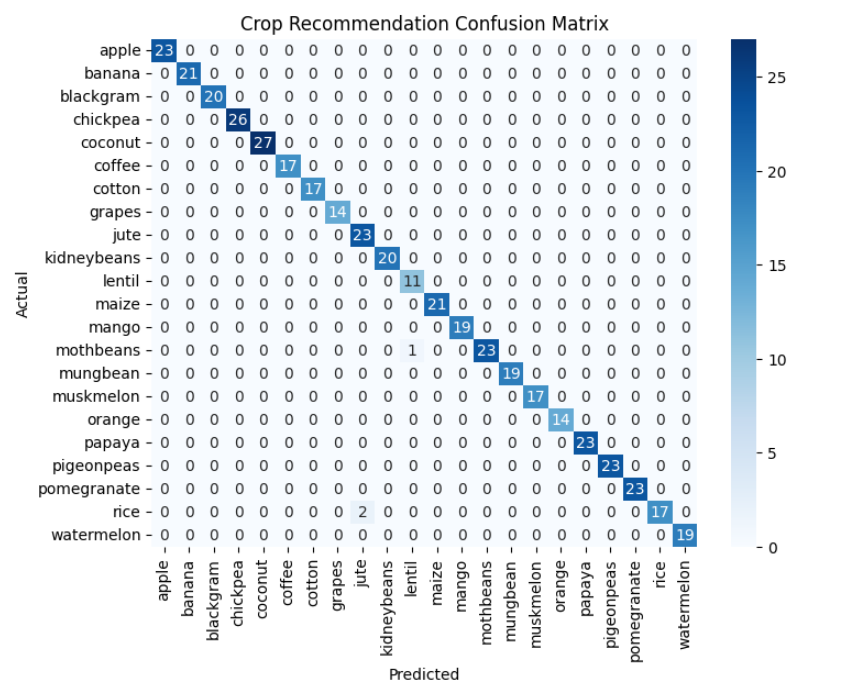 Crop Recommendation Confusion Matrix
apple 23 0 0 0 0 0 0 0 0 0 0 0 0 0 0 0 0 0 0 0 0 0
banana 0 21 0 0 0 0 0 0 0 0 0 0 0 0 0 0 0 0 0 0 0 0
blackgram 0 0 20 0 0 0 0 0 0 0 0 0 0 0 0 0 0 0 0 0 0 0
chickpea 0 0 0 26 0 0 0 0 0 0 0 0 0 0 0 0 0 0 0 0 0 0
coconut 0 0 0 0 27 0 0 0 0 0 0 0 0 0 0 0 0 0 0 0 0 0
coffee 0 0 0 0 0 17 0 0 0 0 0 0 0 0 0 0 0 0 0 0 0 0
cotton 0 0 0 0 0 0 17 0 0 0 0 0 0 0 0 0 0 0 0 0 0 0
grapes 0 0 0 0 0 0 0 14 0 0 0 0 0 0 0 0 0 0 0 0 0 0
jute 0 0 0 0 0 0 0 0 23 0 0 0 0 0 0 0 0 0 0 0 0 0
kidneybeans 0 0 0 0 0 0 0 0 0 20 0 0 0 0 0 0 0 0 0 0 0 0
lentil 0 0 0 0 0 0 0 0 0 0 11 0 0 0 0 0 0 0 0 0 0 0
maize 0 0 0 0 0 0 0 0 0 0 0 21 0 0 0 0 0 0 0 0 0 0
mango 0 0 0 0 0 0 0 0 0 0 0 0 19 0 0 0 0 0 0 0 0 0
mothbeans 0 0 0 0 0 0 0 0 0 0 1 0 0 23 0 0 0 0 0 0 0 0
mungbean 0 0 0 0 0 0 0 0 0 0 0 0 0 0 19 0 0 0 0 0 0 0
muskmelon 0 0 0 0 0 0 0 0 0 0 0 0 0 0 0 17 0 0 0 0 0 0
orange 0 0 0 0 0 0 0 0 0 0 0 0 0 0 0 0 14 0 0 0 0 0
papaya 0 0 0 0 0 0 0 0 0 0 0 0 0 0 0 0 0 23 0 0 0 0
pigeonpeas 0 0 0 0 0 0 0 0 0 0 0 0 0 0 0 0 0 0 23 0 0 0
pomegranate 0 0 0 0 0 0 0 0 0 0 0 0 0 0 0 0 0 0 0 23 0 0
rice 0 0 0 0 0 0 0 0 2 0 0 0 0 0 0 0 0 0 0 0 17 0
watermelon 0 0 0 0 0 0 0 0 0 0 0 0 0 0 0 0 0 0 0 0 0 19
Actual
apple
banana
blackgram
chickpea
coconut
coffee
cotton
grapes
jute
kidneybeans
lentil
maize
mango
mothbeans
mungbean
muskmelon
orange
papaya
pigeonpeas
pomegranate
rice
watermelon
Predicted
25
20
15
10
5
0